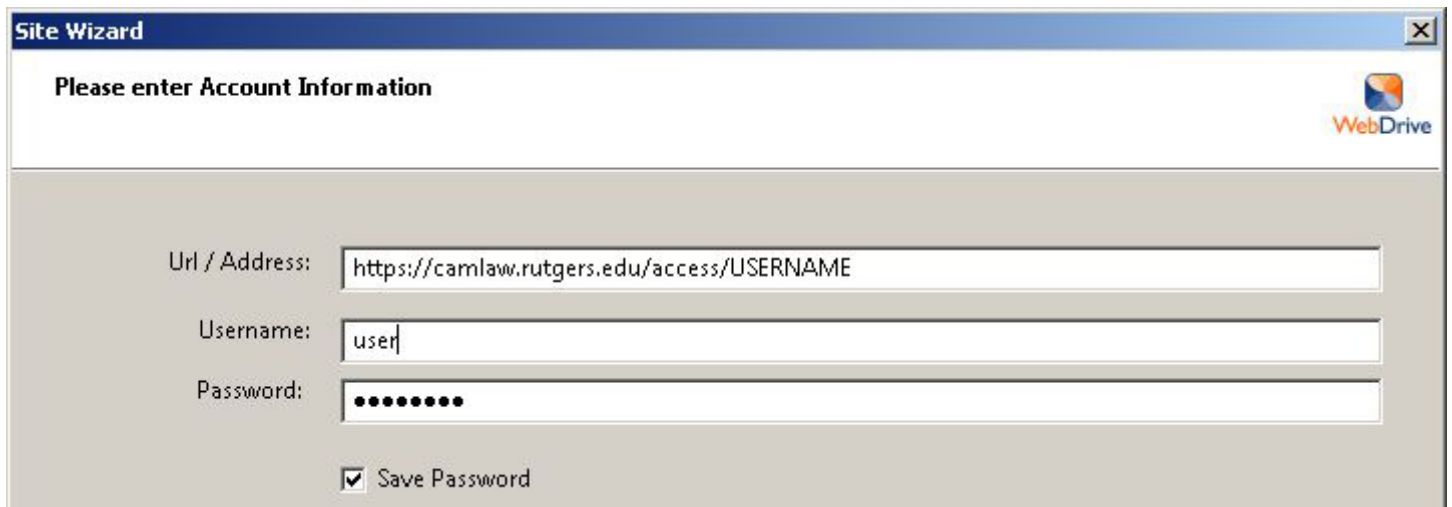 Site Wizard
Please enter Account Information
WebDrive
Url / Address: https://camlaw.rutgers.edu/access/USERNAME
Username: user
Password: ●●●●●●●●
Save Password